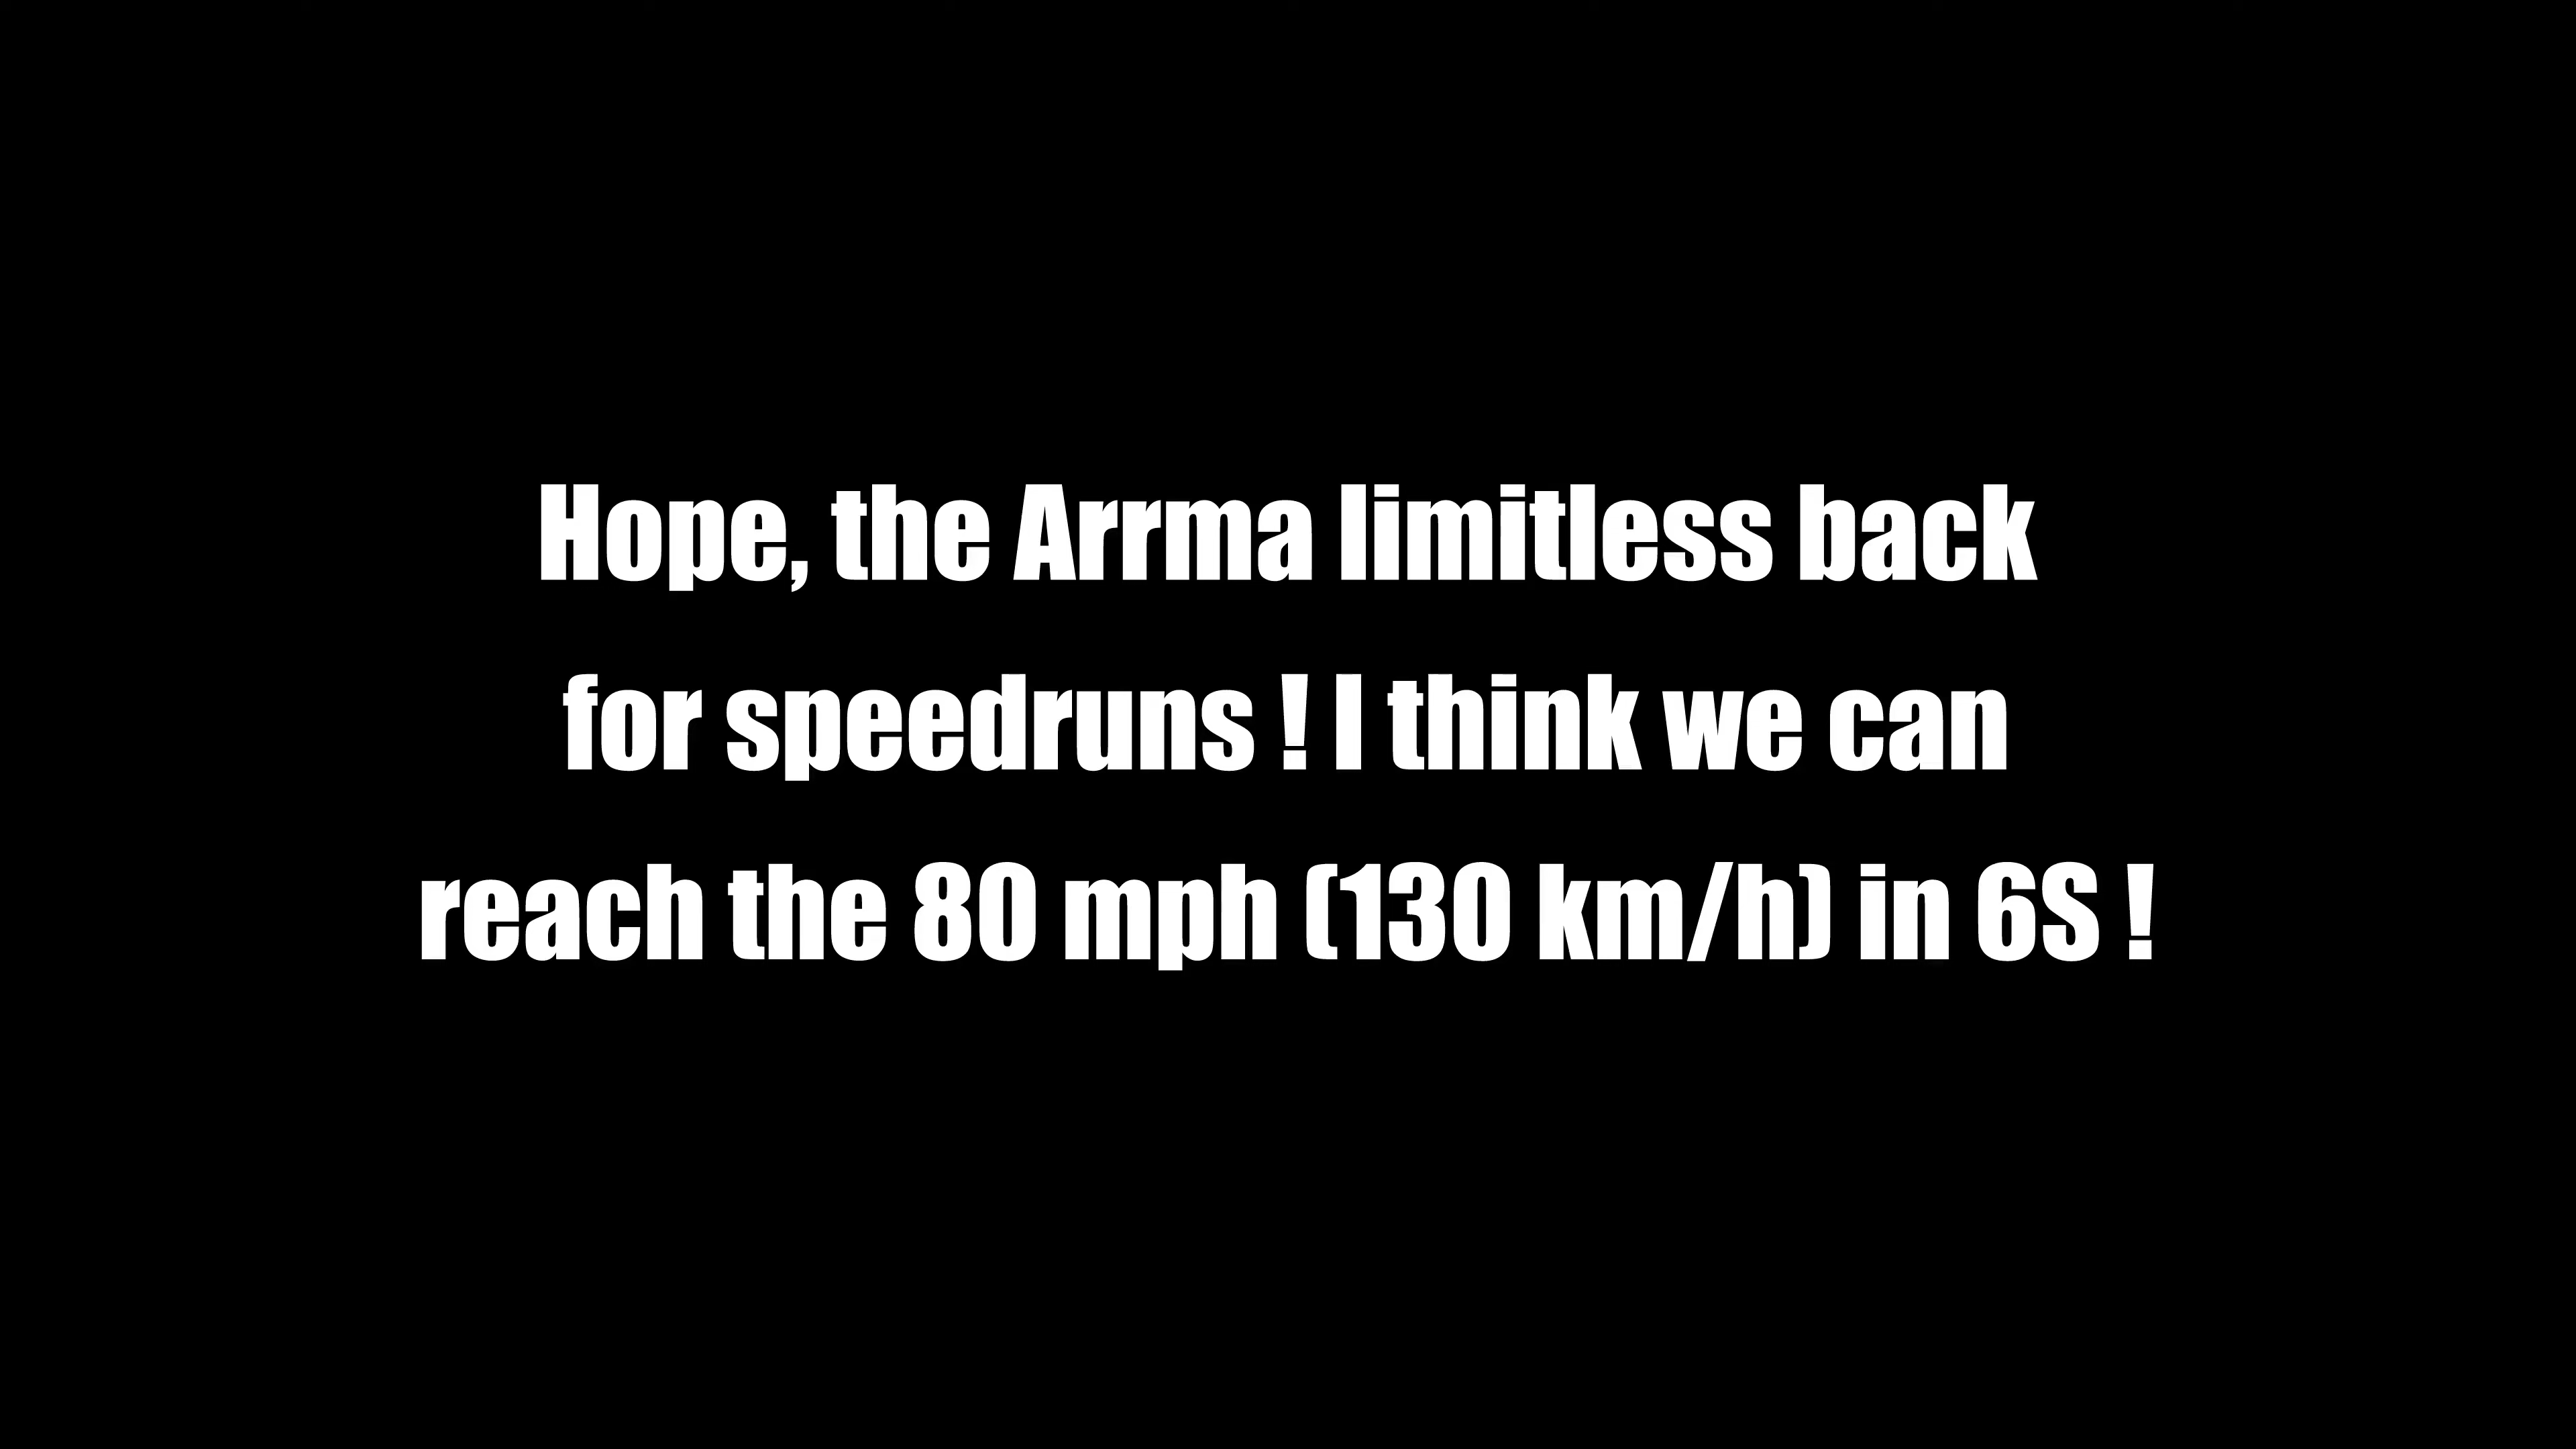 Hope, the Arrma limitless back
for speedruns ! I think we can
reach the 80 mph (130 km/h) in 6S !